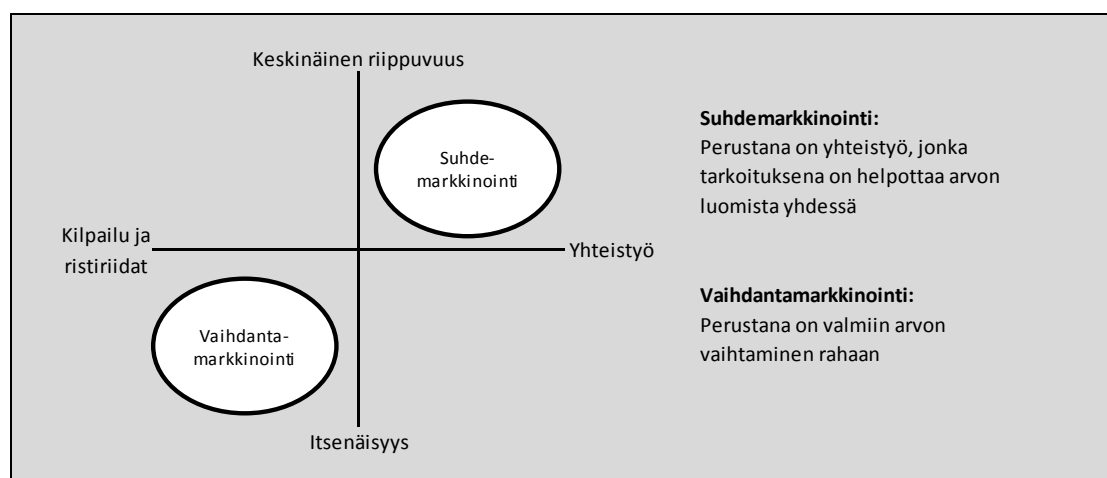 Keskinäinen riippuvuus
Suhde-
markkinointi
Kilpailu ja
ristiriidat
Yhteistyö
Vaihdanta-
markkinointi
Itsenäisyys
Suhdemarkkinointi:
Perustana on yhteistyö, jonka
tarkoituksena on helpottaa arvon
luomista yhdessä
Vaihdantamarkkinointi:
Perustana on valmiin arvon
vaihtaminen rahaan